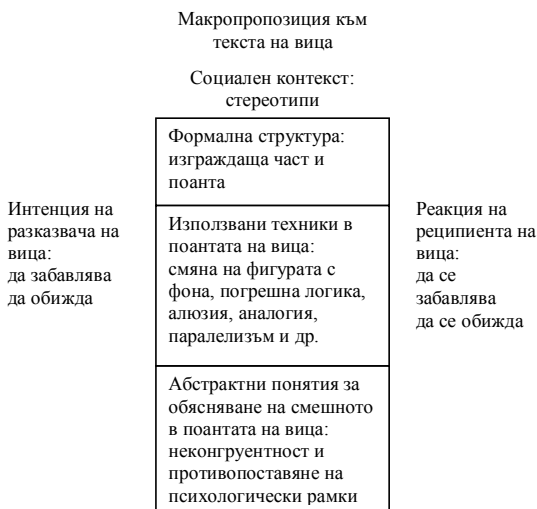 Макропропозиция към
текста на вица
Социален контекст:
стереотипи
Формална структура:
изграждаща част и
поанта
Интенция на
разказвача на
вица:
да забавлява
да обижда
Използвани техники в
поантата на вица:
смяна на фигурата с
фона, погрешна логика,
алюзия, аналогия,
паралелизъм и др.
Реакция на
реципиента на
вица:
да се
забавлява
да се обижда
Абстрактни понятия за
обясняване на смешното
в поантата на вица:
неконгруентност и
противопоставяне на
психологически рамки